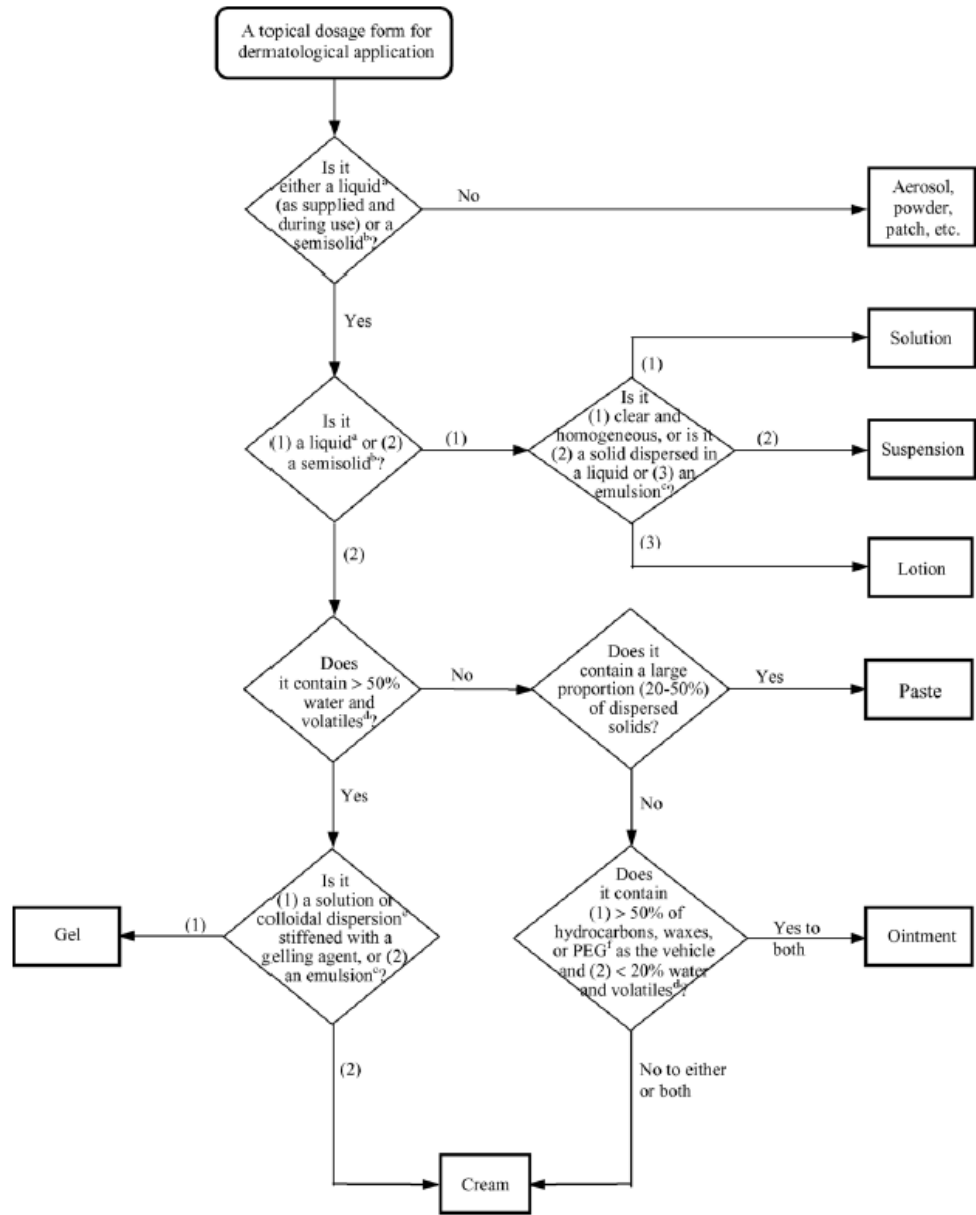 A topical dosage form for
dermatological application
Is it
either a liquidᵃ
(as supplied and
during use) or a
semisolidᵇ?
No
Aerosol,
powder,
patch, etc.
Yes
Solution
(1)
Is it
(1) a liquidᵃ or (2)
a semisolidᵇ?
(1)
Is it
(1) clear and
homogeneous, or is it
(2) a solid dispersed in
a liquid or (3) an
emulsionᶜ?
(2)
Suspension
(3)
Lotion
(2)
Does
it contain > 50%
water and
volatilesᵈ?
No
Does it
contain a large
proportion (20-50%)
of dispersed
solids?
Yes
Paste
Yes
No
Gel
(1)
Is it
(1) a solution or
colloidal dispersionᵉ
stiffened with a
gelling agent, or (2)
an emulsionᶜ?
Does
it contain
(1) > 50% of
hydrocarbons, waxes,
or PEGᶠ as the vehicle
and (2) < 20% water
and volatilesᵈ?
Yes to
both
Ointment
(2)
No to either
or both
Cream